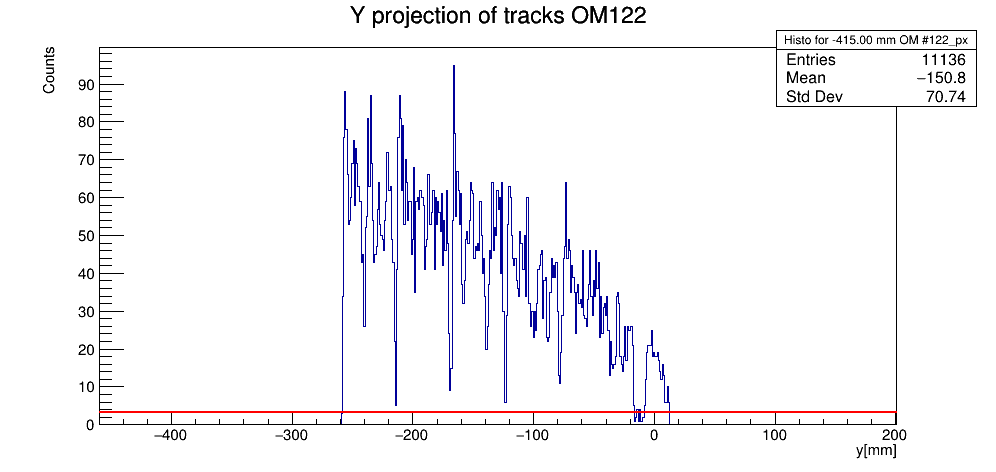 Y projection of tracks OM122
Histo for -415.00 mm OM #122_px
Entries 11136
Mean −150.8
Std Dev 70.74
Counts
90
80
70
60
50
40
30
20
10
0
−400 −300 −200 −100 0 100 200
y[mm]